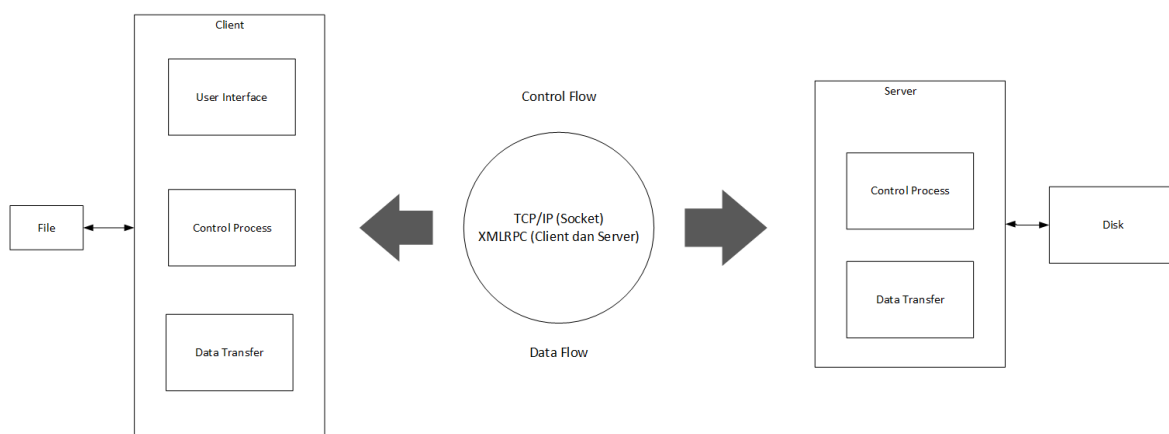 Client
User Interface
Control Process
Data Transfer
File
Control Flow
TCP/IP (Socket)
XMLRPC (Client dan Server)
Data Flow
Server
Control Process
Data Transfer
Disk